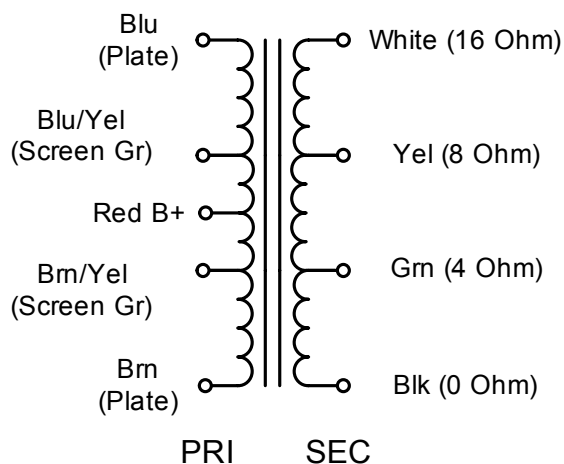 Blu
(Plate)
White (16 Ohm)
Blu/Yel
(Screen Gr)
Yel (8 Ohm)
Red B+
Brn/Yel
(Screen Gr)
Grn (4 Ohm)
Brn
(Plate)
Blk (0 Ohm)
PRI
SEC